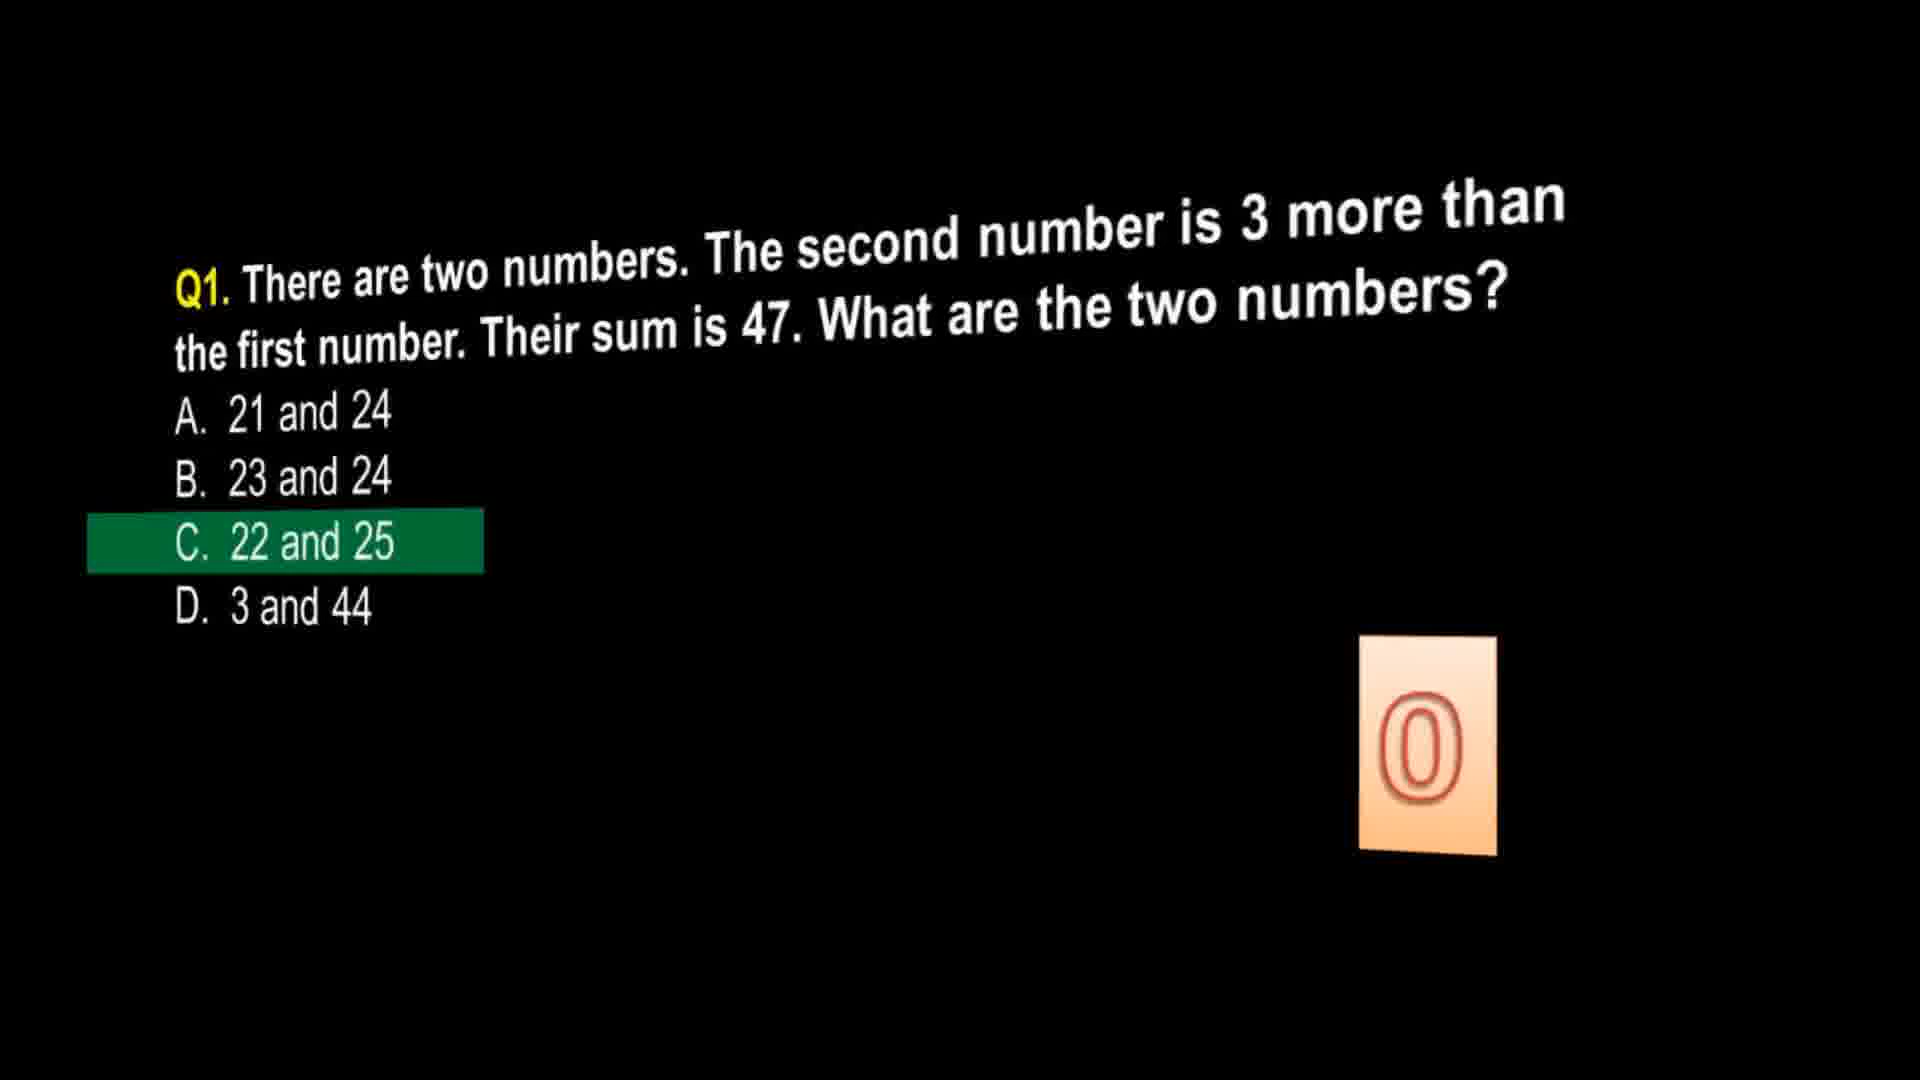 Q1. There are two numbers. The second number is 3 more than
the first number. Their sum is 47. What are the two numbers?
A. 21 and 24
B. 23 and 24
C. 22 and 25
D. 3 and 44
0